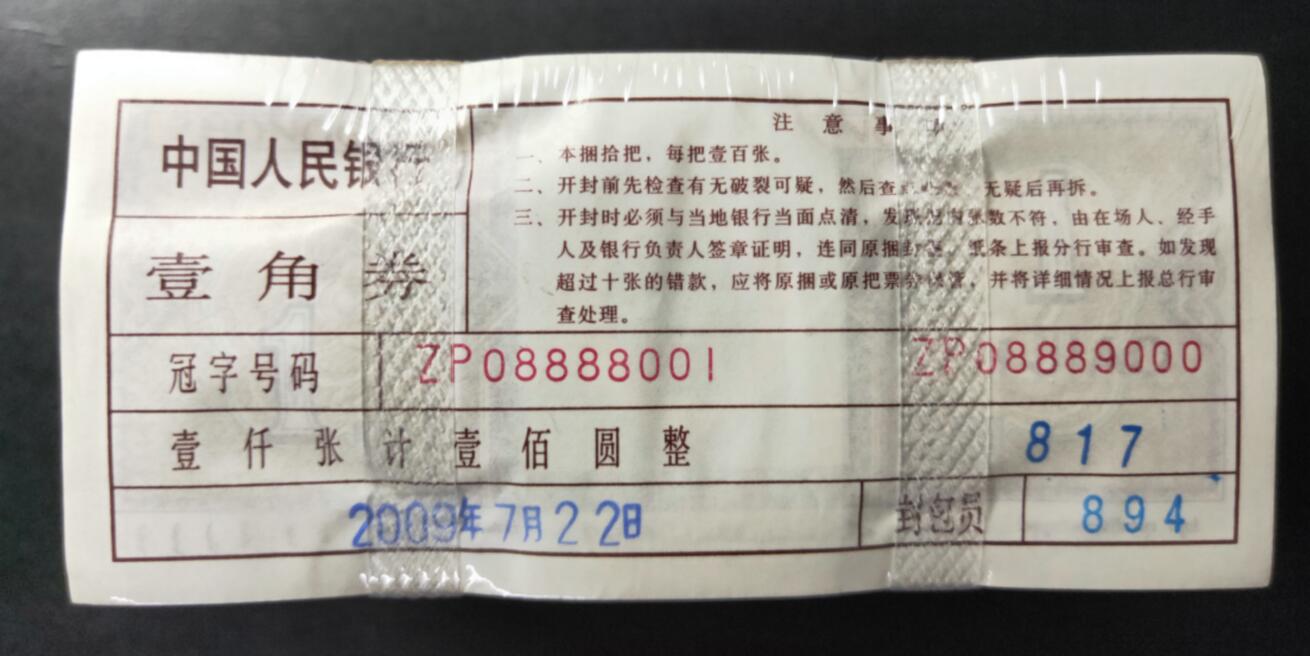 中国人民银行
壹角券
注意事
一、本捆拾把，每把壹百张。
二、开封前先检查有无破裂可疑，然后查 无疑后再拆。
三、开封时必须与当地银行当面点清，发现 张数不符，由在场人、经手
人及银行负责人签章证明，连同原捆封 纸条上报分行审查。如发现
超过十张的错款，应将原捆或原把票 并将详细情况上报总行审
查处理。
冠字号码 ZP08888001 ZP08889000
壹仟张计壹佰圆整 817
2009年7月22日 封包员 894